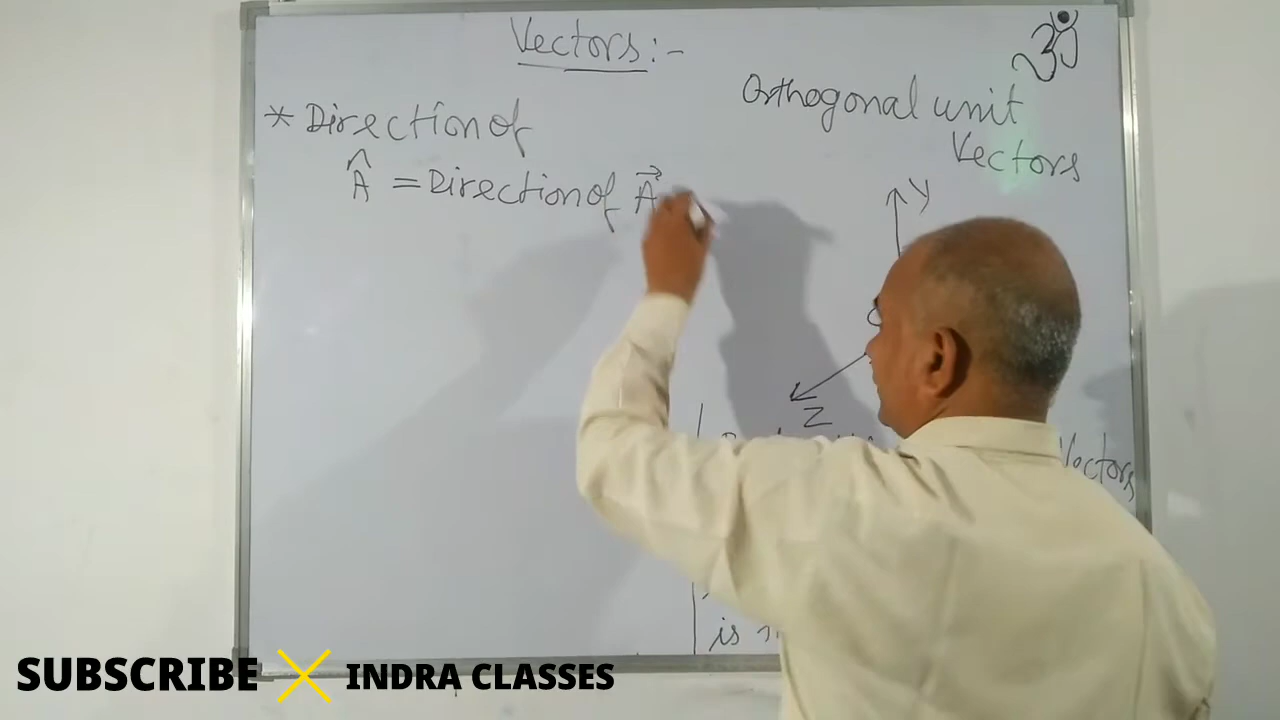 Vectors:-
ॐ
* Direction of
Â = Direction of A⃗
Orthogonal unit
Vectors
Y
Z
Vectors
is
SUBSCRIBE INDRA CLASSES